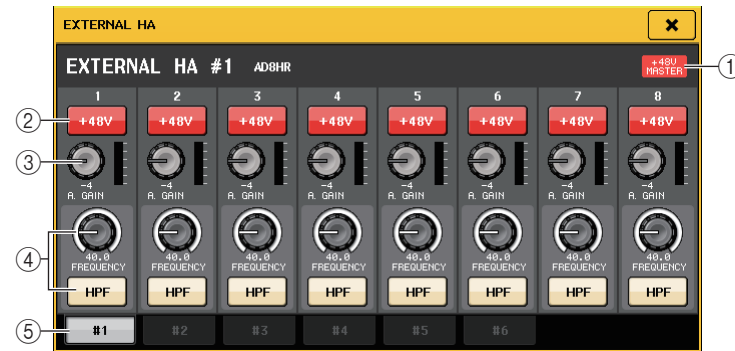 EXTERNAL HA
EXTERNAL HA #1 AD8HR
+48V
MASTER
①
1 2 3 4 5 6 7 8
② +48V +48V +48V +48V +48V +48V +48V +48V
③
-4 -4 -4 -4 -4 -4 -4 -4
A. GAIN A. GAIN A. GAIN A. GAIN A. GAIN A. GAIN A. GAIN A. GAIN
④
40.0 40.0 40.0 40.0 40.0 40.0 40.0 40.0
FREQUENCY FREQUENCY FREQUENCY FREQUENCY FREQUENCY FREQUENCY FREQUENCY FREQUENCY
HPF HPF HPF HPF HPF HPF HPF HPF
⑤ #1 #2 #3 #4 #5 #6